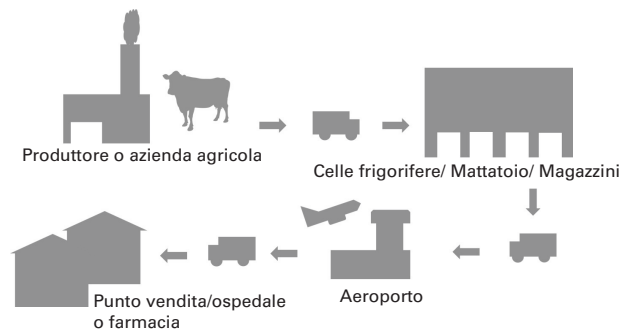 Produttore o azienda agricola
Celle frigorifere/ Mattatoio/ Magazzini
Aeroporto
Punto vendita/ospedale
o farmacia